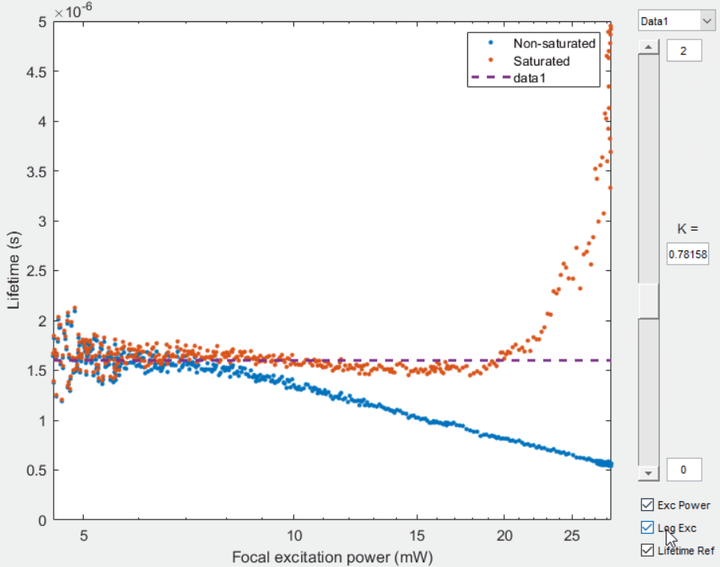 ×10⁻⁶
5
4.5
4
3.5
3
2.5
2
1.5
1
0.5
0
Lifetime (s)
5
10
15
20
25
Focal excitation power (mW)
Non-saturated
Saturated
data1
Data1
2
K =
0.78158
0
Exc Power
Log Exc
Lifetime Ref